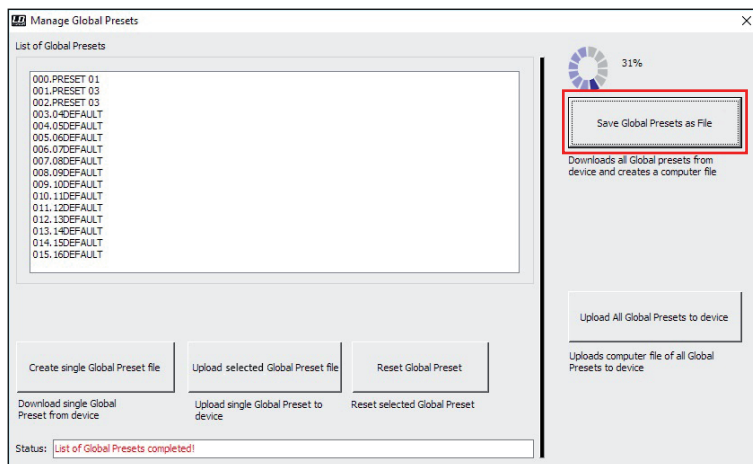 Manage Global Presets
List of Global Presets
000.PRESET 01
001.PRESET 03
002.PRESET 03
003.04DEFAULT
004.05DEFAULT
005.06DEFAULT
006.07DEFAULT
007.08DEFAULT
008.09DEFAULT
009.10DEFAULT
010.11DEFAULT
011.12DEFAULT
012.13DEFAULT
013.14DEFAULT
014.15DEFAULT
015.16DEFAULT
31%
Save Global Presets as File
Downloads all Global presets from
device and creates a computer file
Upload All Global Presets to device
Uploads computer file of all Global
Presets to device
Create single Global Preset file
Download single Global
Preset from device
Upload selected Global Preset file
Upload single Global Preset to
device
Reset Global Preset
Reset selected Global Preset
Status: List of Global Presets completed!